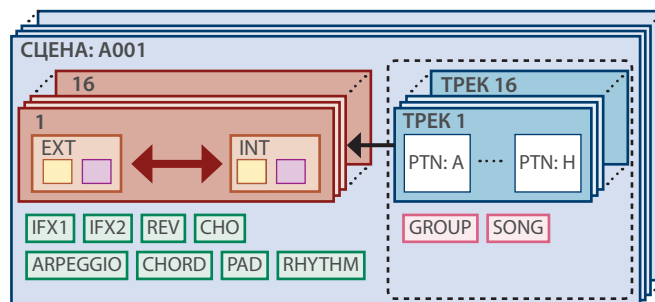 СЦЕНА: A001
16
1
EXT
INT
IFX1 IFX2 REV CHO
ARPEGGIO CHORD PAD RHYTHM
ТРЕК 16
ТРЕК 1
PTN: A
PTN: H
GROUP SONG